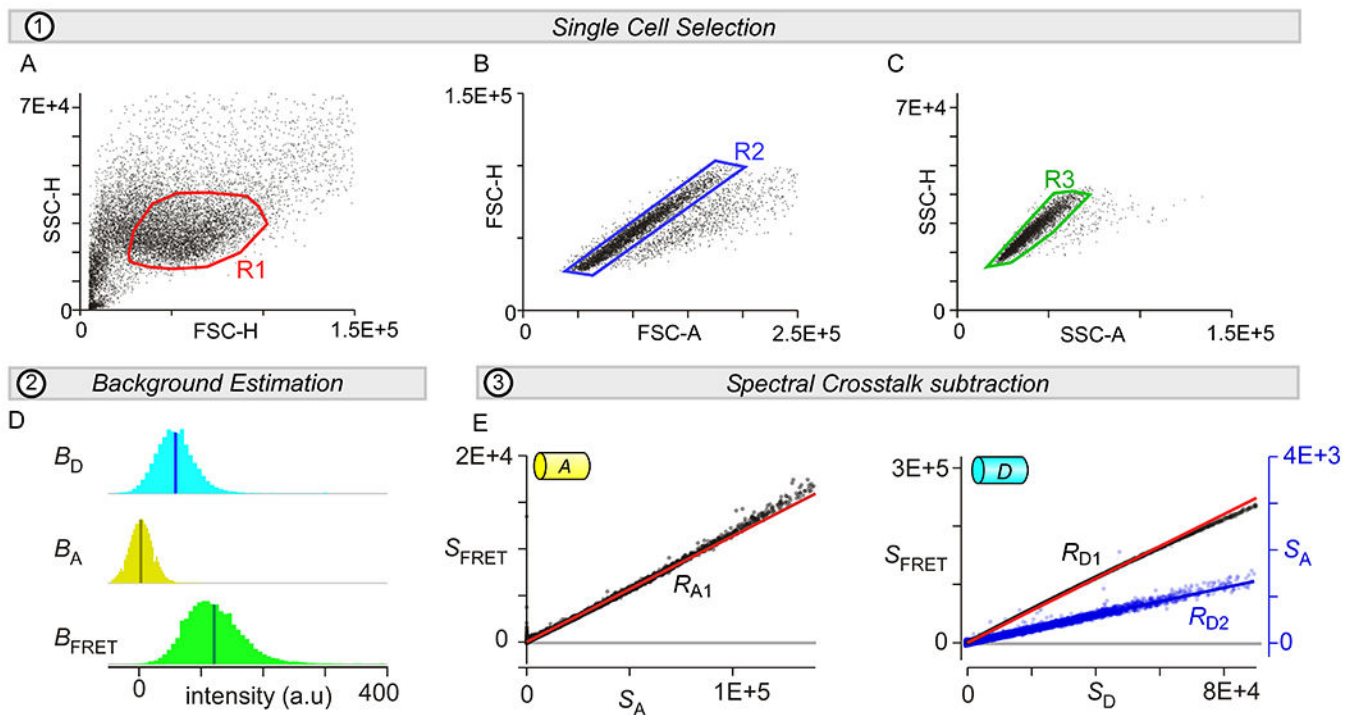 1 Single Cell Selection
A
7E+4
SSC-H
0
R1
0 FSC-H 1.5E+5
B
1.5E+5
FSC-H
0
R2
0 FSC-A 2.5E+5
C
7E+4
SSC-H
0
R3
0 SSC-A 1.5E+5
2 Background Estimation
D
BD
BA
BFRET
0 intensity (a.u) 400
3 Spectral Crosstalk subtraction
E
A
2E+4
SFRET
0
RA1
0 SA 1E+5
D
3E+5
SFRET
0
RD1
RD2
4E+3
SA
0
0 SD 8E+4